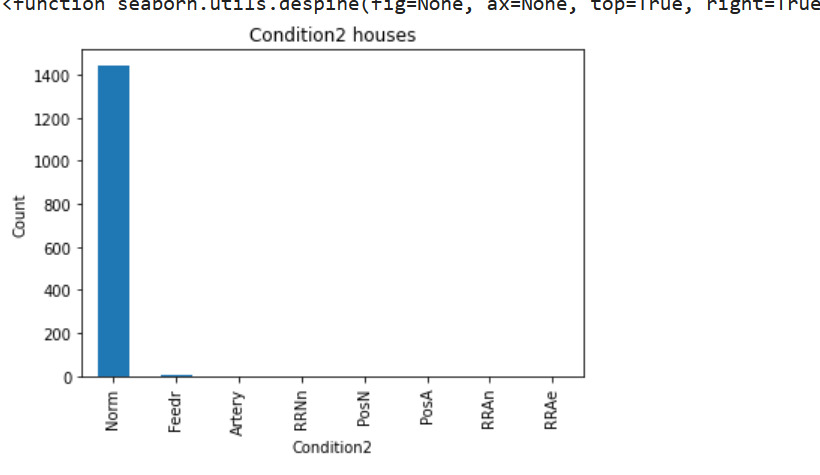 <function seaborn.utils.despine(fig=None, ax=None, top=True, right=True
Condition2 houses
1400
1200
1000
800
600
400
200
0
Count
Norm
Feedr
Artery
RRNn
PosN
PosA
RRAn
RRAe
Condition2